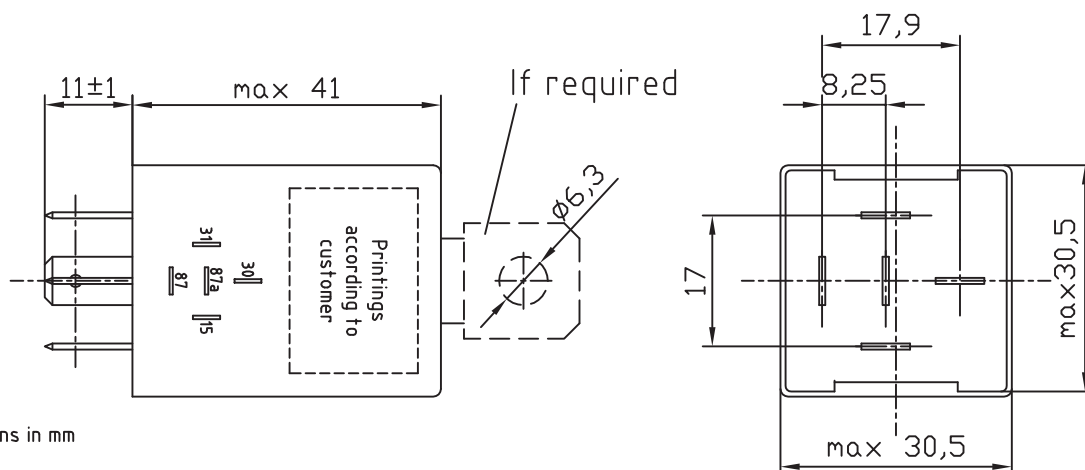 17,9
11±1
max 41
If required
8,25
ø6,3
31
30
87
87a
15
Printings
according to
customer
17
max30,5
ns in mm
max 30,5